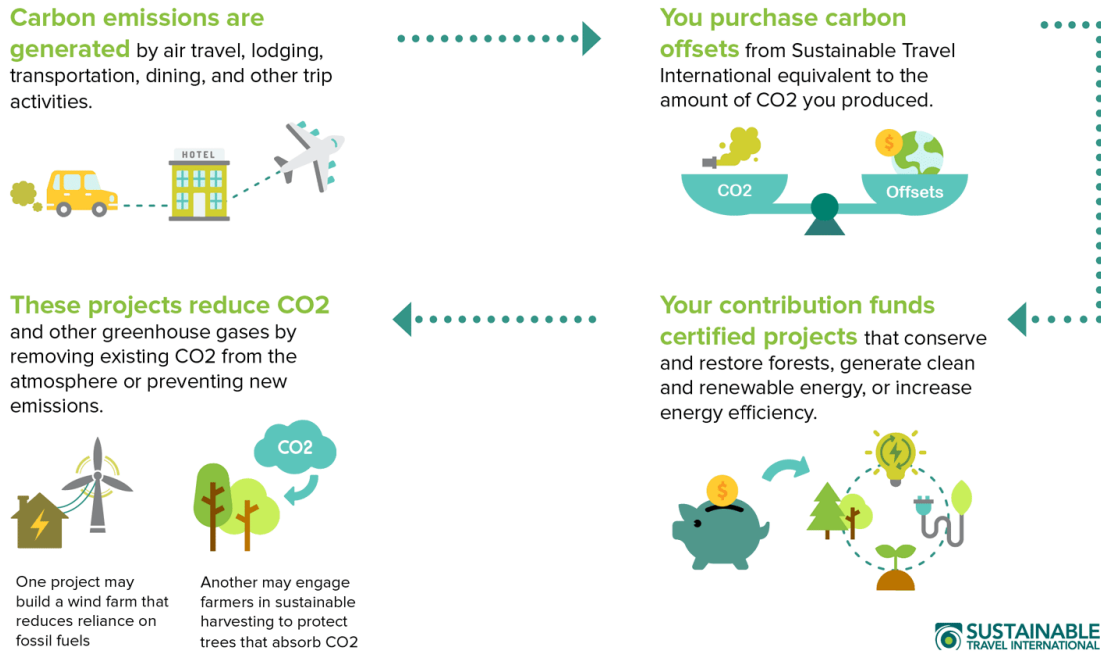 Carbon emissions are
generated by air travel, lodging,
transportation, dining, and other trip
activities.
HOTEL
You purchase carbon
offsets from Sustainable Travel
International equivalent to the
amount of CO2 you produced.
$
CO2
Offsets
Your contribution funds
certified projects that conserve
and restore forests, generate clean
and renewable energy, or increase
energy efficiency.
$
These projects reduce CO2
and other greenhouse gases by
removing existing CO2 from the
atmosphere or preventing new
emissions.
CO2
One project may
build a wind farm that
reduces reliance on
fossil fuels
Another may engage
farmers in sustainable
harvesting to protect
trees that absorb CO2
SUSTAINABLE
TRAVEL INTERNATIONAL